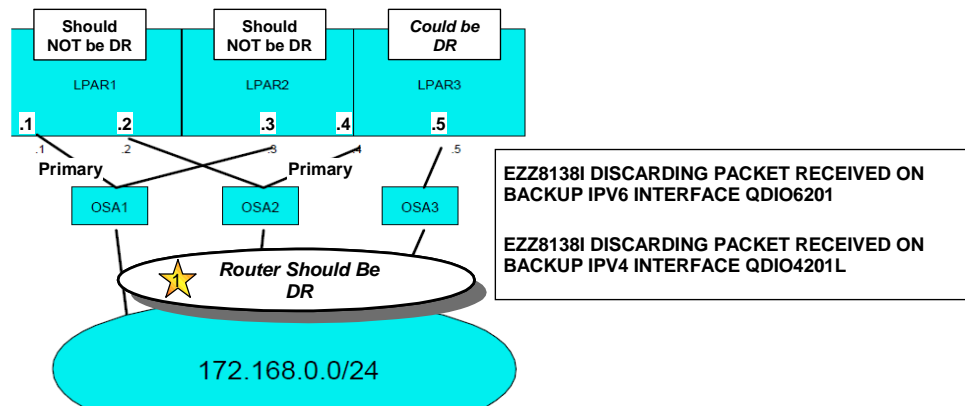 Should
NOT be DR
Should
NOT be DR
Could be
DR
LPAR1
LPAR2
LPAR3
.1
.2
.3
.4
.5
.1
.2
.3
.4
.5
Primary
Primary
OSA1
OSA2
OSA3
EZZ8138I DISCARDING PACKET RECEIVED ON
BACKUP IPV6 INTERFACE QDIO6201
EZZ8138I DISCARDING PACKET RECEIVED ON
BACKUP IPV4 INTERFACE QDIO4201L
1
Router Should Be
DR
172.168.0.0/24